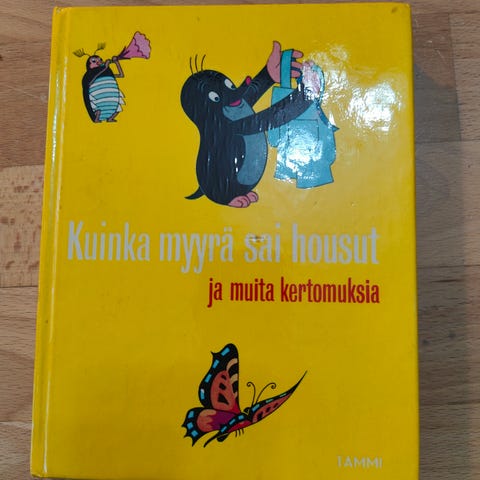 Kuinka myyrä sai housut
ja muita kertomuksia
TAMMI